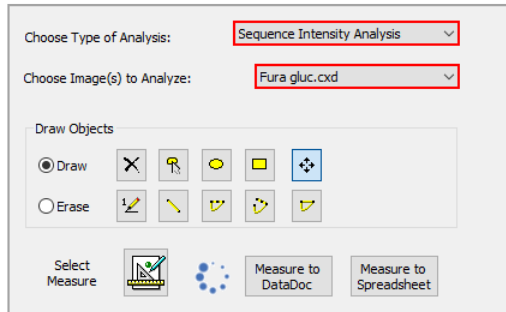 Choose Type of Analysis: Sequence Intensity Analysis
Choose Image(s) to Analyze: Fura gluc.cxd
Draw Objects
Draw
Erase 1
Select Measure
Measure to DataDoc
Measure to Spreadsheet